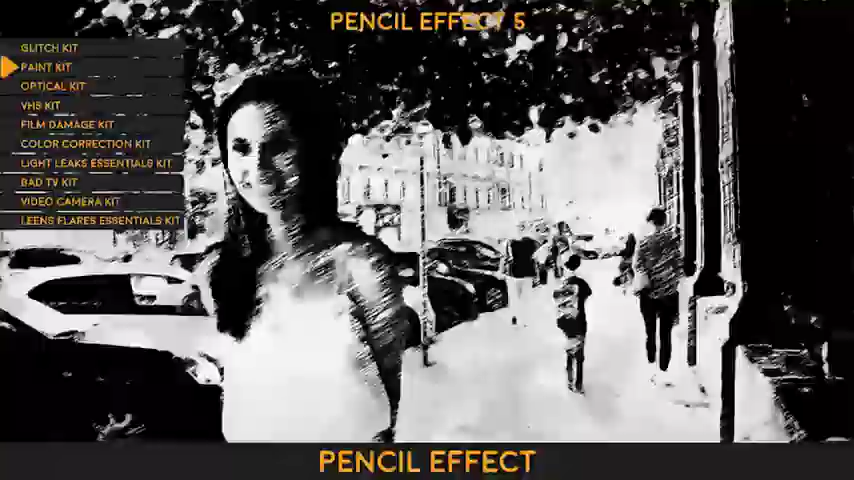 PENCIL EFFECT 5
GLITCH KIT
PAINT KIT
OPTICAL KIT
VHS KIT
FILM DAMAGE KIT
COLOR CORRECTION KIT
LIGHT LEAKS ESSENTIALS KIT
BAD TV KIT
VIDEO CAMERA KIT
LEENS FLARES ESSENTIALS KIT
PENCIL EFFECT